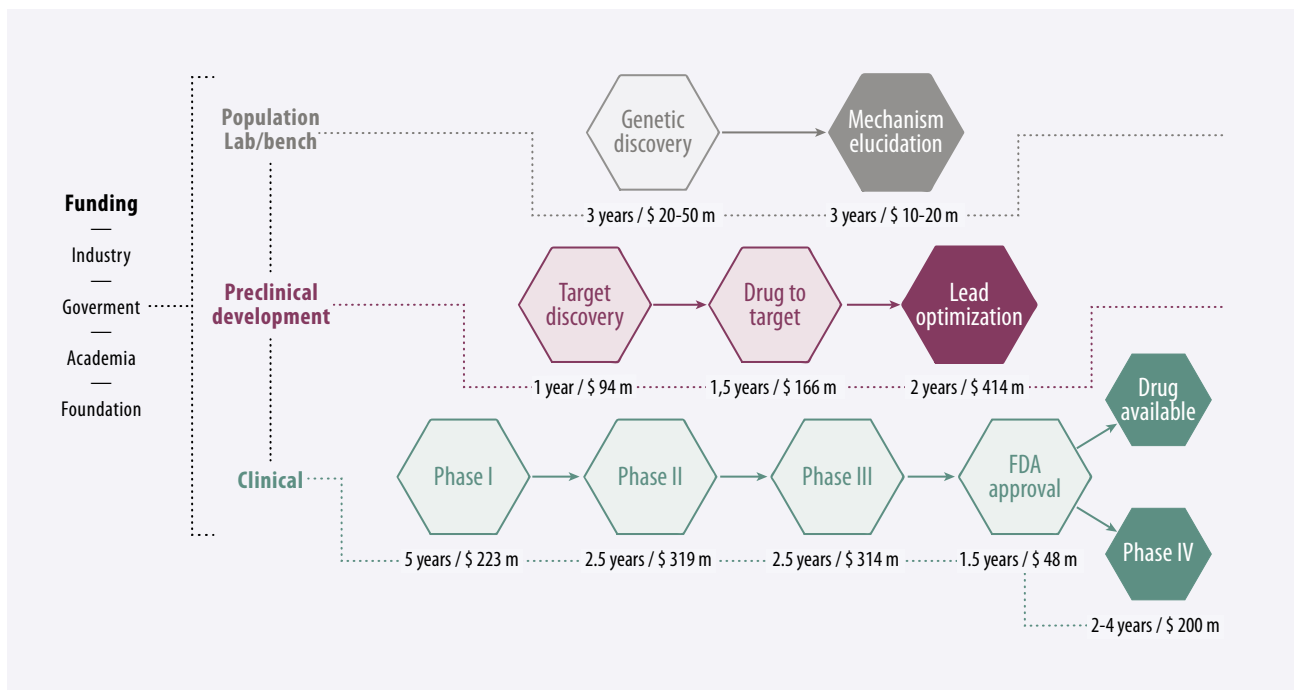 Funding
Industry
Goverment
Academia
Foundation
Population
Lab/bench
Genetic
discovery
Mechanism
elucidation
3 years / $ 20-50 m
3 years / $ 10-20 m
Preclinical
development
Target
discovery
Drug to
target
Lead
optimization
1 year / $ 94 m
1,5 years / $ 166 m
2 years / $ 414 m
Clinical
Phase I
Phase II
Phase III
FDA
approval
Drug
available
Phase IV
5 years / $ 223 m
2.5 years / $ 319 m
2.5 years / $ 314 m
1.5 years / $ 48 m
2-4 years / $ 200 m